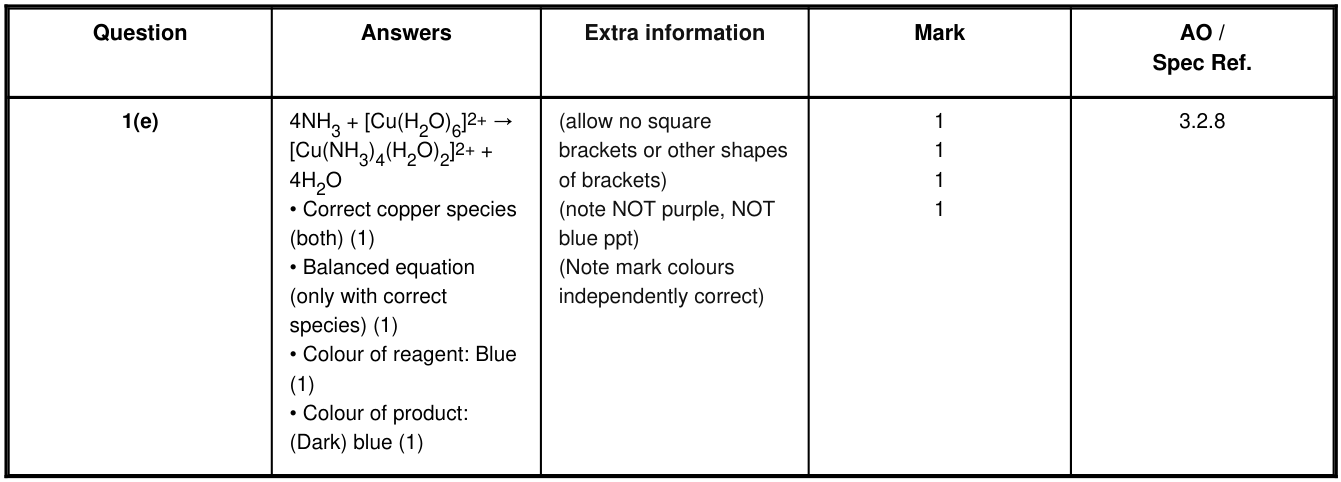 Question Answers Extra information Mark AO /
Spec Ref.
1(e)
4NH₃ + [Cu(H₂O)₆]²⁺ →
[Cu(NH₃)₄(H₂O)₂]²⁺ +
4H₂O
• Correct copper species
(both) (1)
• Balanced equation
(only with correct
species) (1)
• Colour of reagent: Blue
(1)
• Colour of product:
(Dark) blue (1)
(allow no square
brackets or other shapes
of brackets)
(note NOT purple, NOT
blue ppt)
(Note mark colours
independently correct)
1
1
1
1
3.2.8